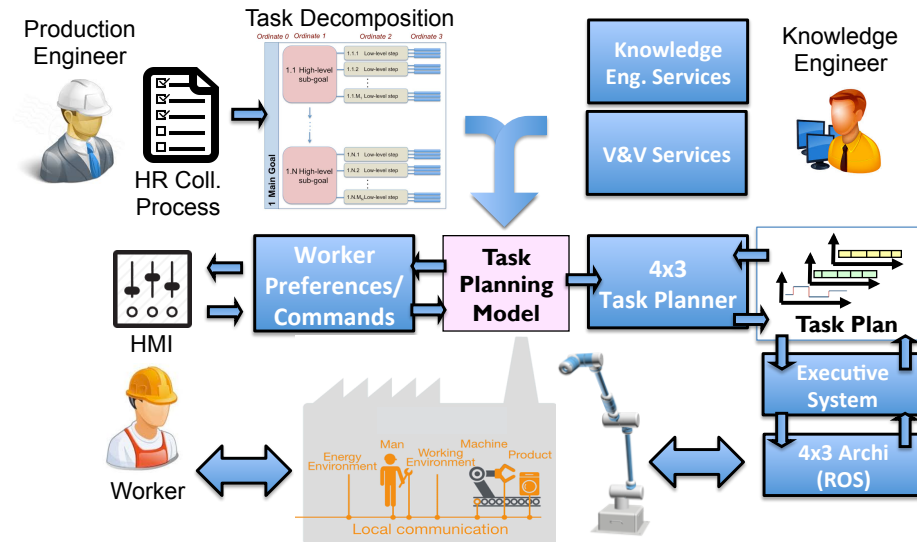 Production
Engineer
HR Coll.
Process
Task Decomposition
Ordinate 0 Ordinate 1 Ordinate 2 Ordinate 3
1 Main Goal
1.1 High-level
sub-goal
1.1.1 Low-level step
1.1.2 Low-level step
1.1.M₁ Low-level step
1.N High-level
sub-goal
1.N.1 Low-level step
1.N.2 Low-level step
Low-level step
Knowledge
Eng. Services
V&V Services
Knowledge
Engineer
HMI
Worker
Preferences/
Commands
Task
Planning
Model
4x3
Task Planner
Task Plan
Executive
System
4x3 Archi
(ROS)
Worker
Energy
Environment
Man
Working
Environment
Machine
Product
Local communication